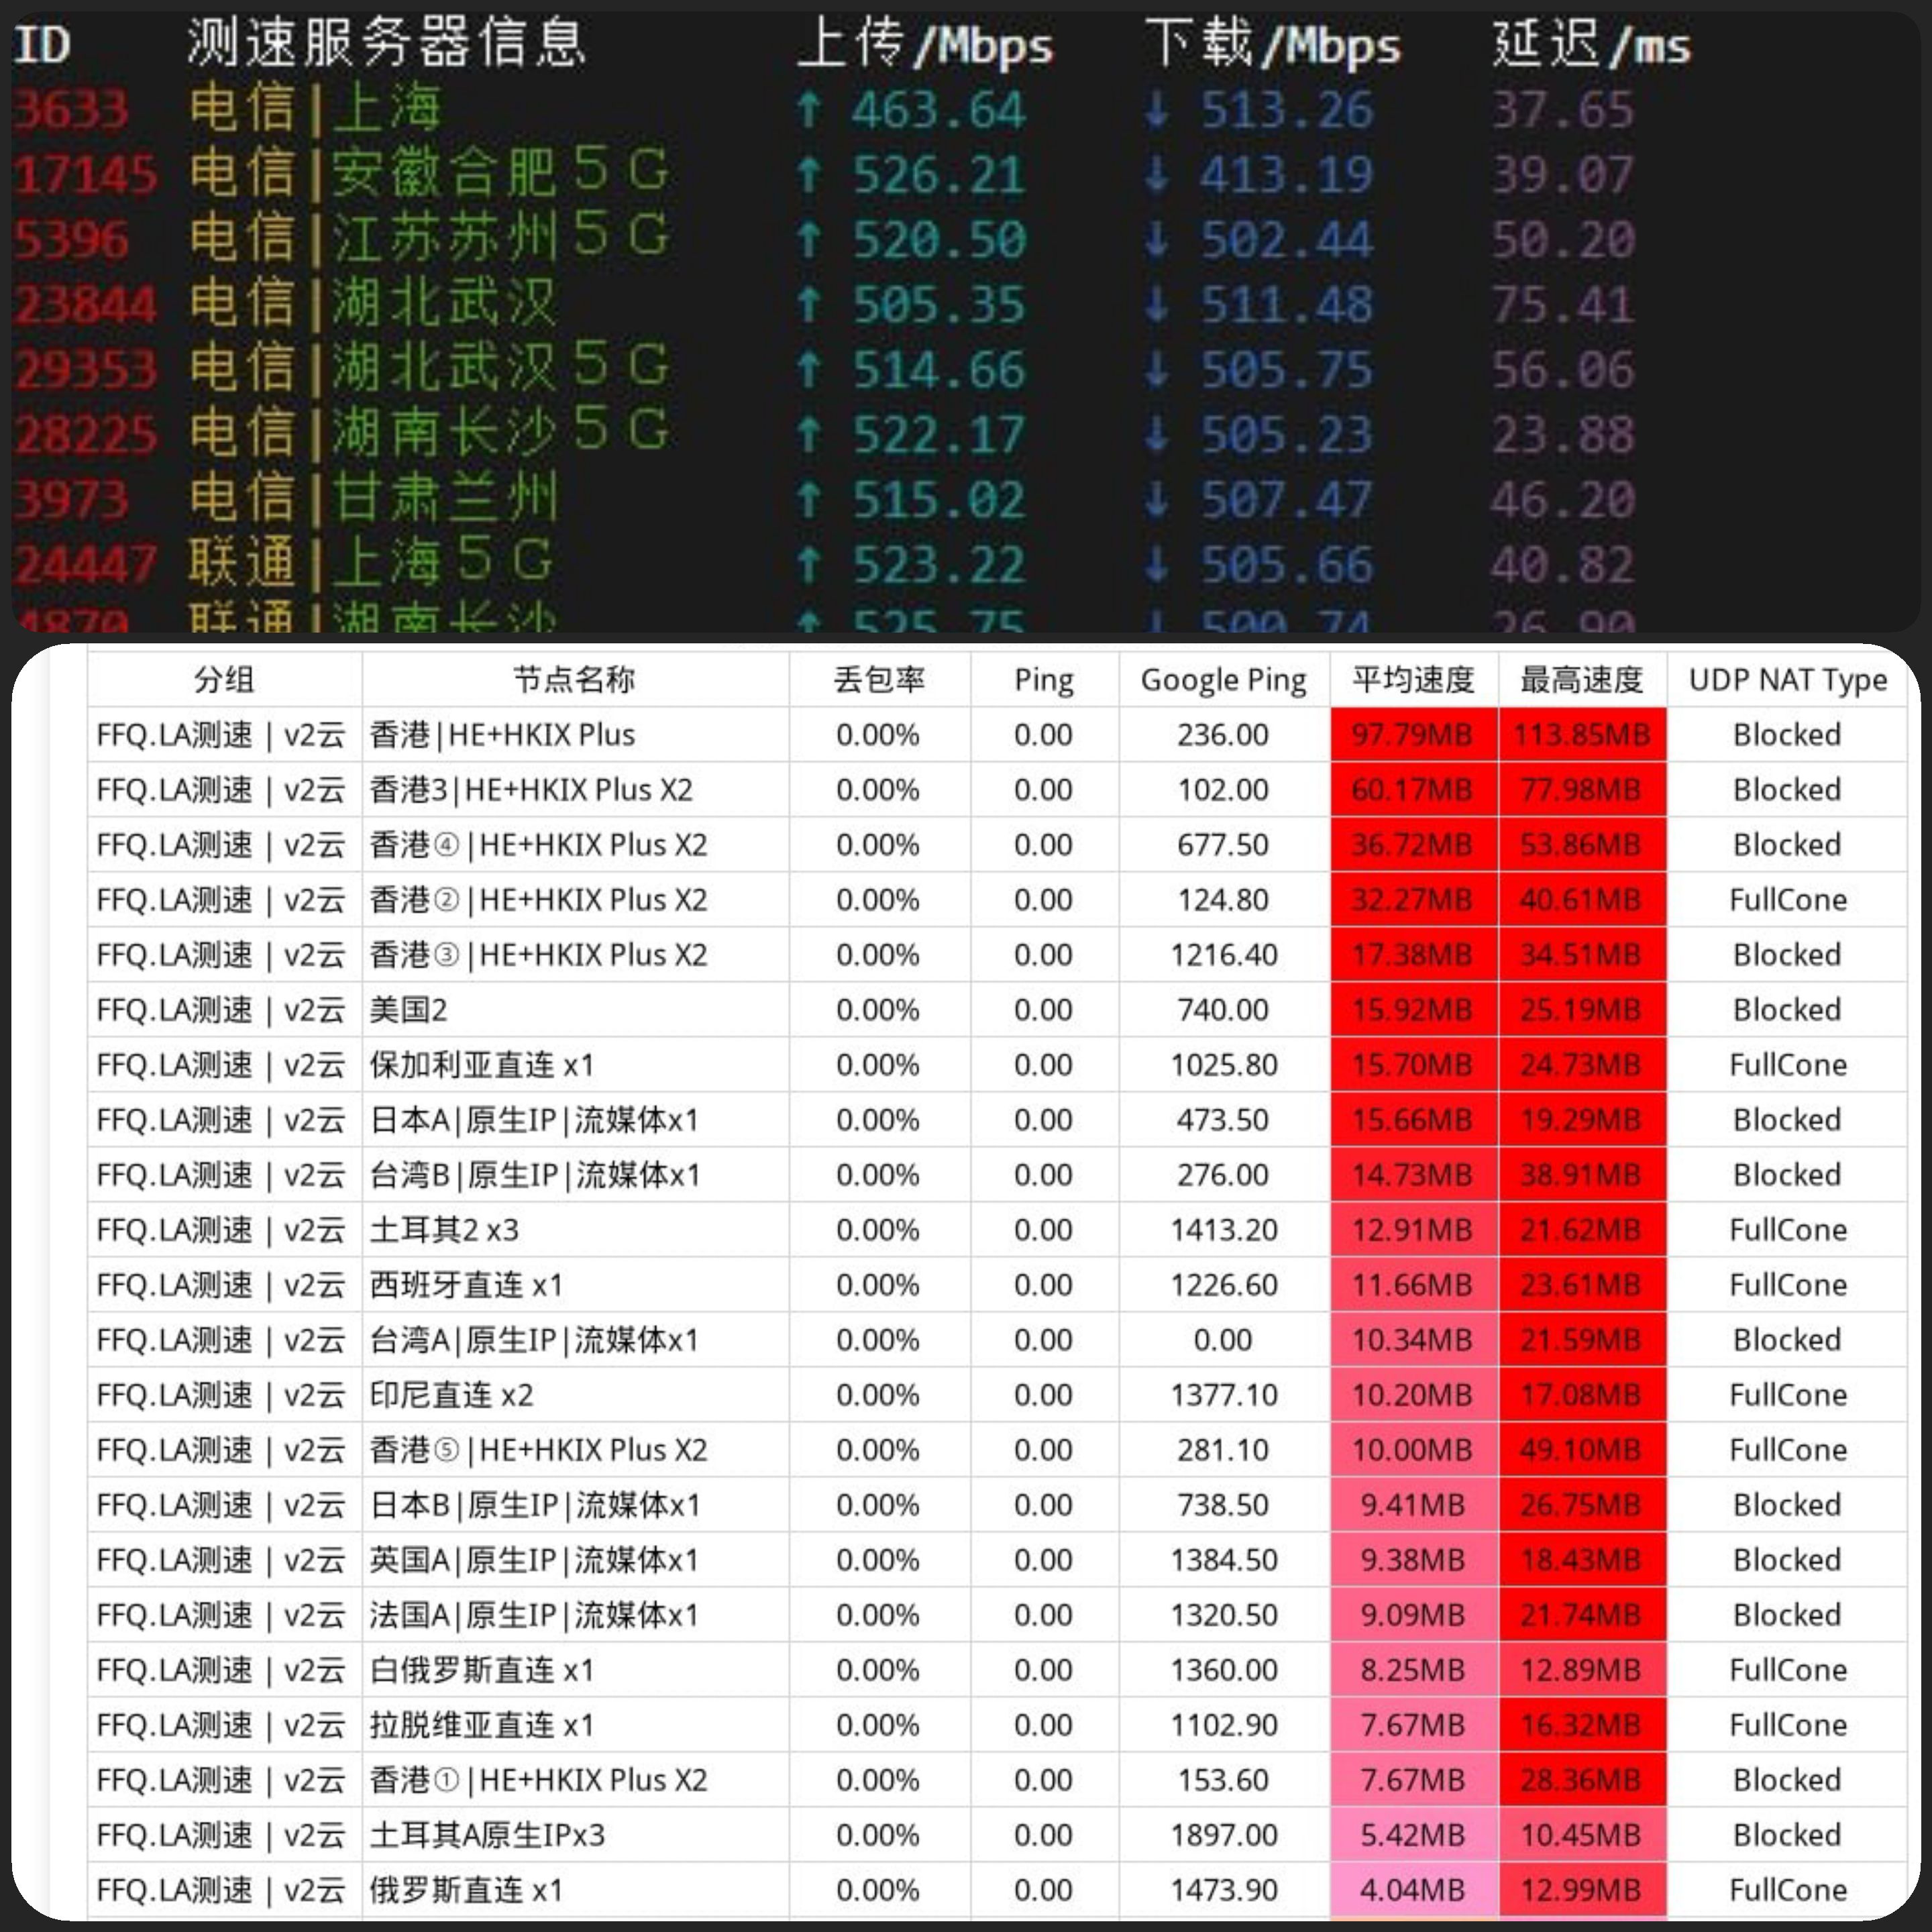 ID 测速服务器信息 上传/Mbps 下载/Mbps 延迟/ms
3633 电信|上海 ↑ 463.64 ↓ 513.26 37.65
17145 电信|安徽合肥5G ↑ 526.21 ↓ 413.19 39.07
5396 电信|江苏苏州5G ↑ 520.50 ↓ 502.44 50.20
23844 电信|湖北武汉 ↑ 505.35 ↓ 511.48 75.41
29353 电信|湖北武汉5G ↑ 514.66 ↓ 505.75 56.06
28225 电信|湖南长沙5G ↑ 522.17 ↓ 505.23 23.88
3973 电信|甘肃兰州 ↑ 515.02 ↓ 507.47 46.20
24447 联通|上海5G ↑ 523.22 ↓ 505.66 40.82
4870 联通|湖南长沙 ↑ 525.75 ↓ 500.74 26.90
分组 节点名称 丢包率 Ping Google Ping 平均速度 最高速度 UDP NAT Type
FFQ.LA测速 | v2云 香港|HE+HKIX Plus 0.00% 0.00 236.00 97.79MB 113.85MB Blocked
FFQ.LA测速 | v2云 香港3|HE+HKIX Plus X2 0.00% 0.00 102.00 60.17MB 77.98MB Blocked
FFQ.LA测速 | v2云 香港④|HE+HKIX Plus X2 0.00% 0.00 677.50 36.72MB 53.86MB Blocked
FFQ.LA测速 | v2云 香港②|HE+HKIX Plus X2 0.00% 0.00 124.80 32.27MB 40.61MB FullCone
FFQ.LA测速 | v2云 香港③|HE+HKIX Plus X2 0.00% 0.00 1216.40 17.38MB 34.51MB Blocked
FFQ.LA测速 | v2云 美国2 0.00% 0.00 740.00 15.92MB 25.19MB Blocked
FFQ.LA测速 | v2云 保加利亚直连 x1 0.00% 0.00 1025.80 15.70MB 24.73MB FullCone
FFQ.LA测速 | v2云 日本A|原生IP|流媒体x1 0.00% 0.00 473.50 15.66MB 19.29MB Blocked
FFQ.LA测速 | v2云 台湾B|原生IP|流媒体x1 0.00% 0.00 276.00 14.73MB 38.91MB Blocked
FFQ.LA测速 | v2云 土耳其2 x3 0.00% 0.00 1413.20 12.91MB 21.62MB FullCone
FFQ.LA测速 | v2云 西班牙直连 x1 0.00% 0.00 1226.60 11.66MB 23.61MB FullCone
FFQ.LA测速 | v2云 台湾A|原生IP|流媒体x1 0.00% 0.00 0.00 10.34MB 21.59MB Blocked
FFQ.LA测速 | v2云 印尼直连 x2 0.00% 0.00 1377.10 10.20MB 17.08MB FullCone
FFQ.LA测速 | v2云 香港⑤|HE+HKIX Plus X2 0.00% 0.00 281.10 10.00MB 49.10MB FullCone
FFQ.LA测速 | v2云 日本B|原生IP|流媒体x1 0.00% 0.00 738.50 9.41MB 26.75MB Blocked
FFQ.LA测速 | v2云 英国A|原生IP|流媒体x1 0.00% 0.00 1384.50 9.38MB 18.43MB Blocked
FFQ.LA测速 | v2云 法国A|原生IP|流媒体x1 0.00% 0.00 1320.50 9.09MB 21.74MB Blocked
FFQ.LA测速 | v2云 白俄罗斯直连 x1 0.00% 0.00 1360.00 8.25MB 12.89MB FullCone
FFQ.LA测速 | v2云 拉脱维亚直连 x1 0.00% 0.00 1102.90 7.67MB 16.32MB FullCone
FFQ.LA测速 | v2云 香港①|HE+HKIX Plus X2 0.00% 0.00 153.60 7.67MB 28.36MB Blocked
FFQ.LA测速 | v2云 土耳其A原生IPx3 0.00% 0.00 1897.00 5.42MB 10.45MB Blocked
FFQ.LA测速 | v2云 俄罗斯直连 x1 0.00% 0.00 1473.90 4.04MB 12.99MB FullCone